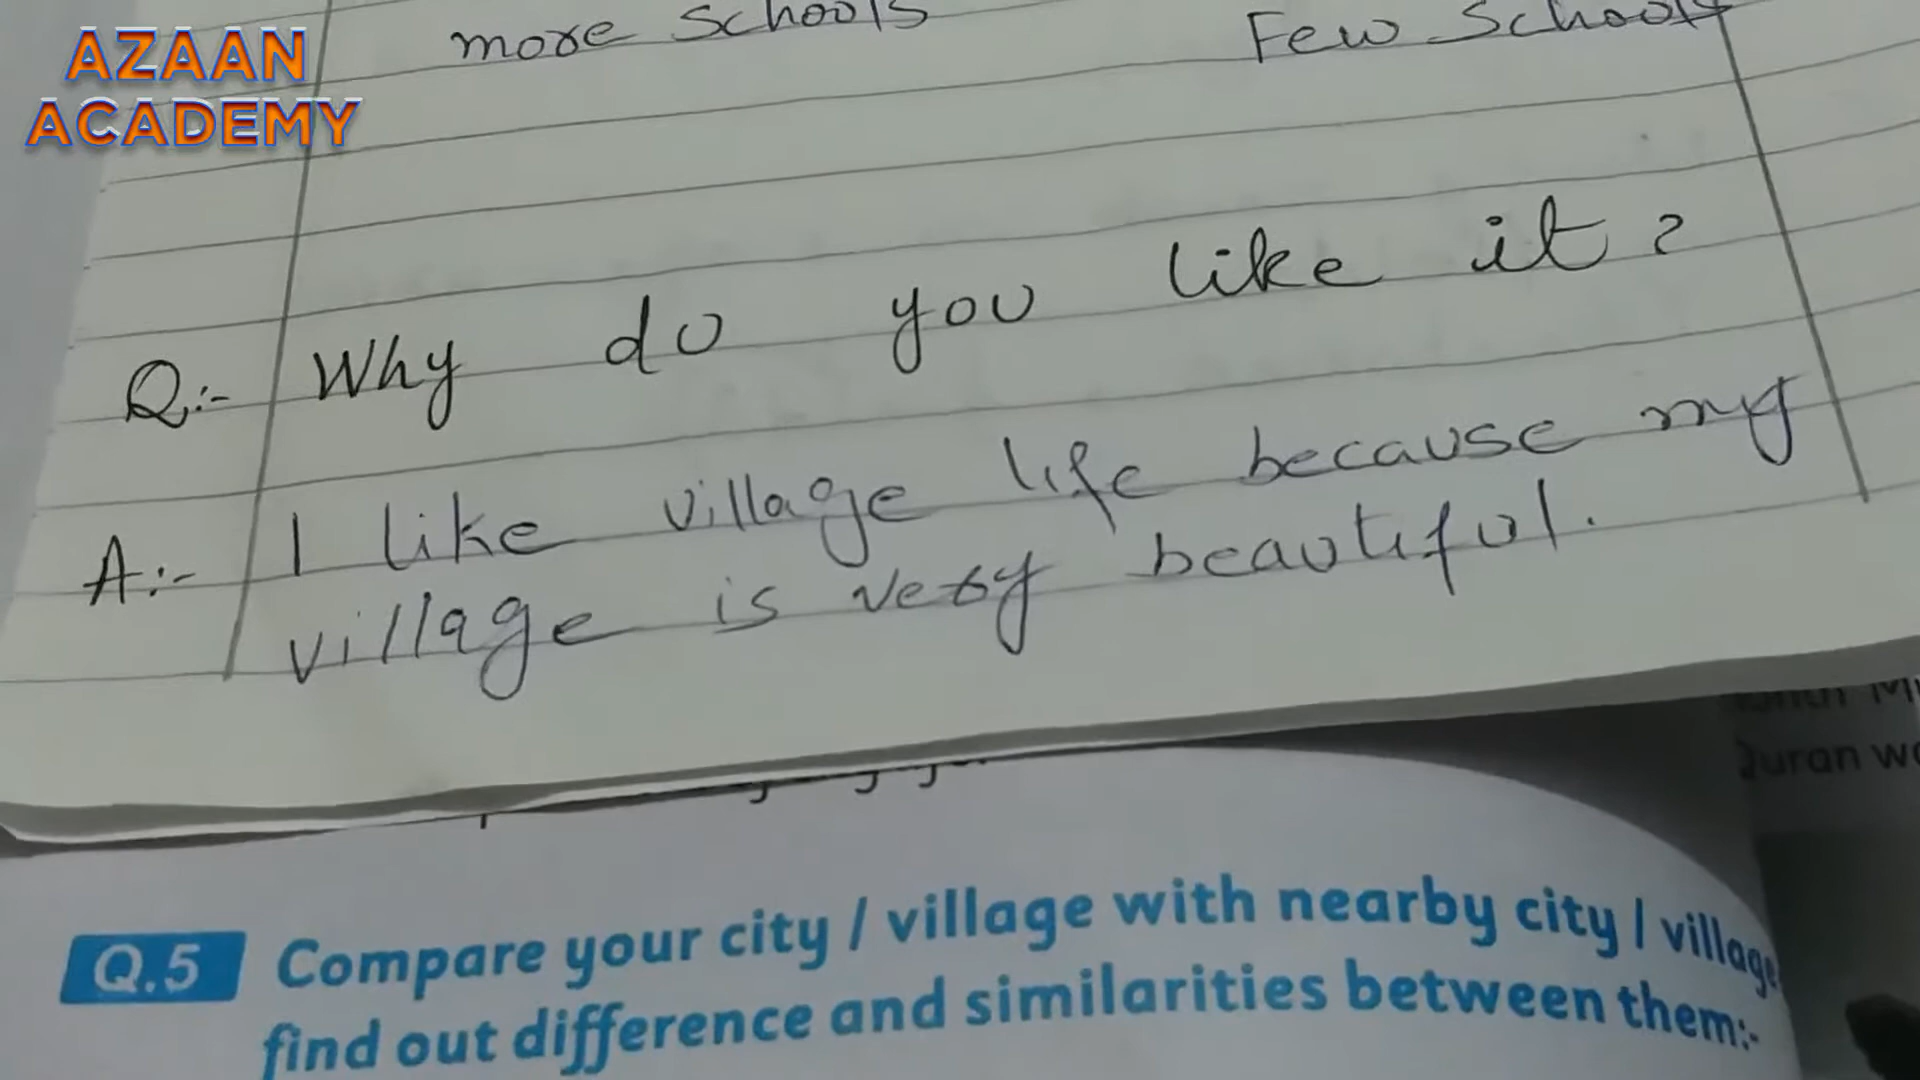 AZAAN
ACADEMY
more Schools Few Schools
Q:- Why do you like it ?
A:- I like village life because my
village is very beautiful.
Quran
Q.5 Compare your city / village with nearby city / village
find out difference and similarities between them:-